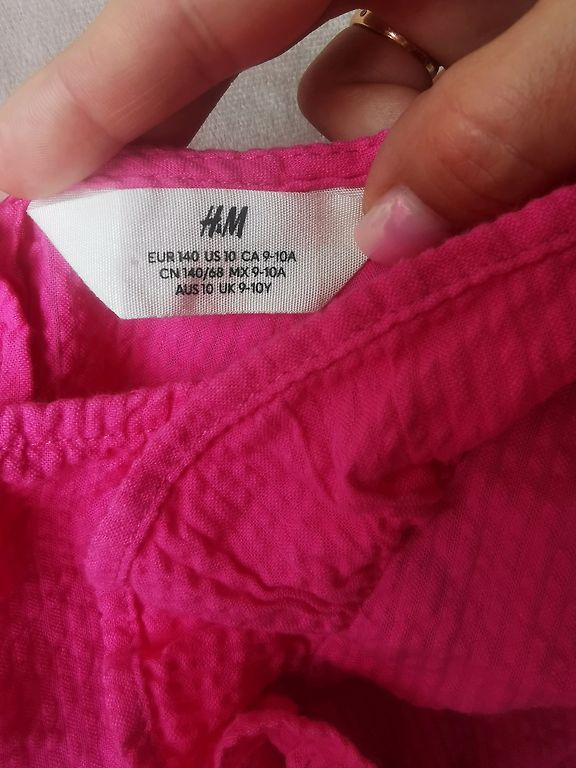 H&M
EUR 140 US 10 CA 9-10A
CN 140/68 MX 9-10A
AUS 10 UK 9-10Y